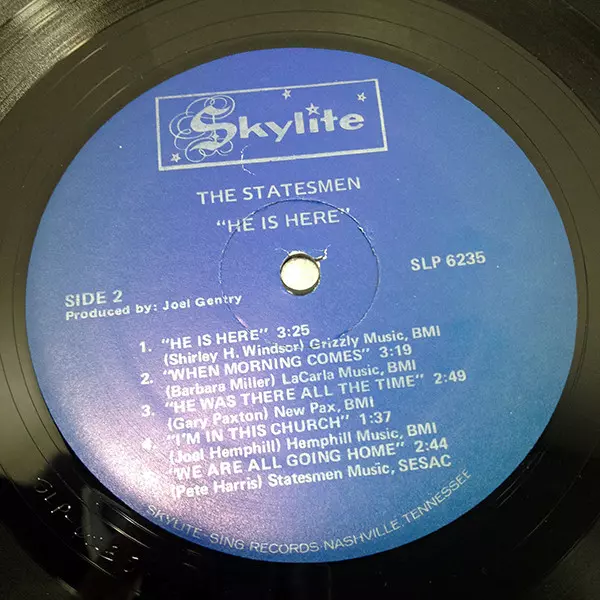 Skylite
THE STATESMEN
"HE IS HERE"
SLP 6235
SIDE 2
Produced by: Joel Gentry
1. "HE IS HERE" 3:25
(Shirley H. Windsor) Grizzly Music, BMI
2. "WHEN MORNING COMES" 3:19
(Barbara Miller) LaCarla Music, BMI
3. "HE WAS THERE ALL THE TIME" 2:49
(Gary Paxton) New Pax, BMI
4. "I'M IN THIS CHURCH" 1:37
(Joel Hemphill) Hemphill Music, BMI
"WE ARE ALL GOING HOME" 2:44
(Pete Harris) Statesmen Music, SESAC
SKYLITE SING RECORDS, NASHVILLE, TENNESSEE
SLP